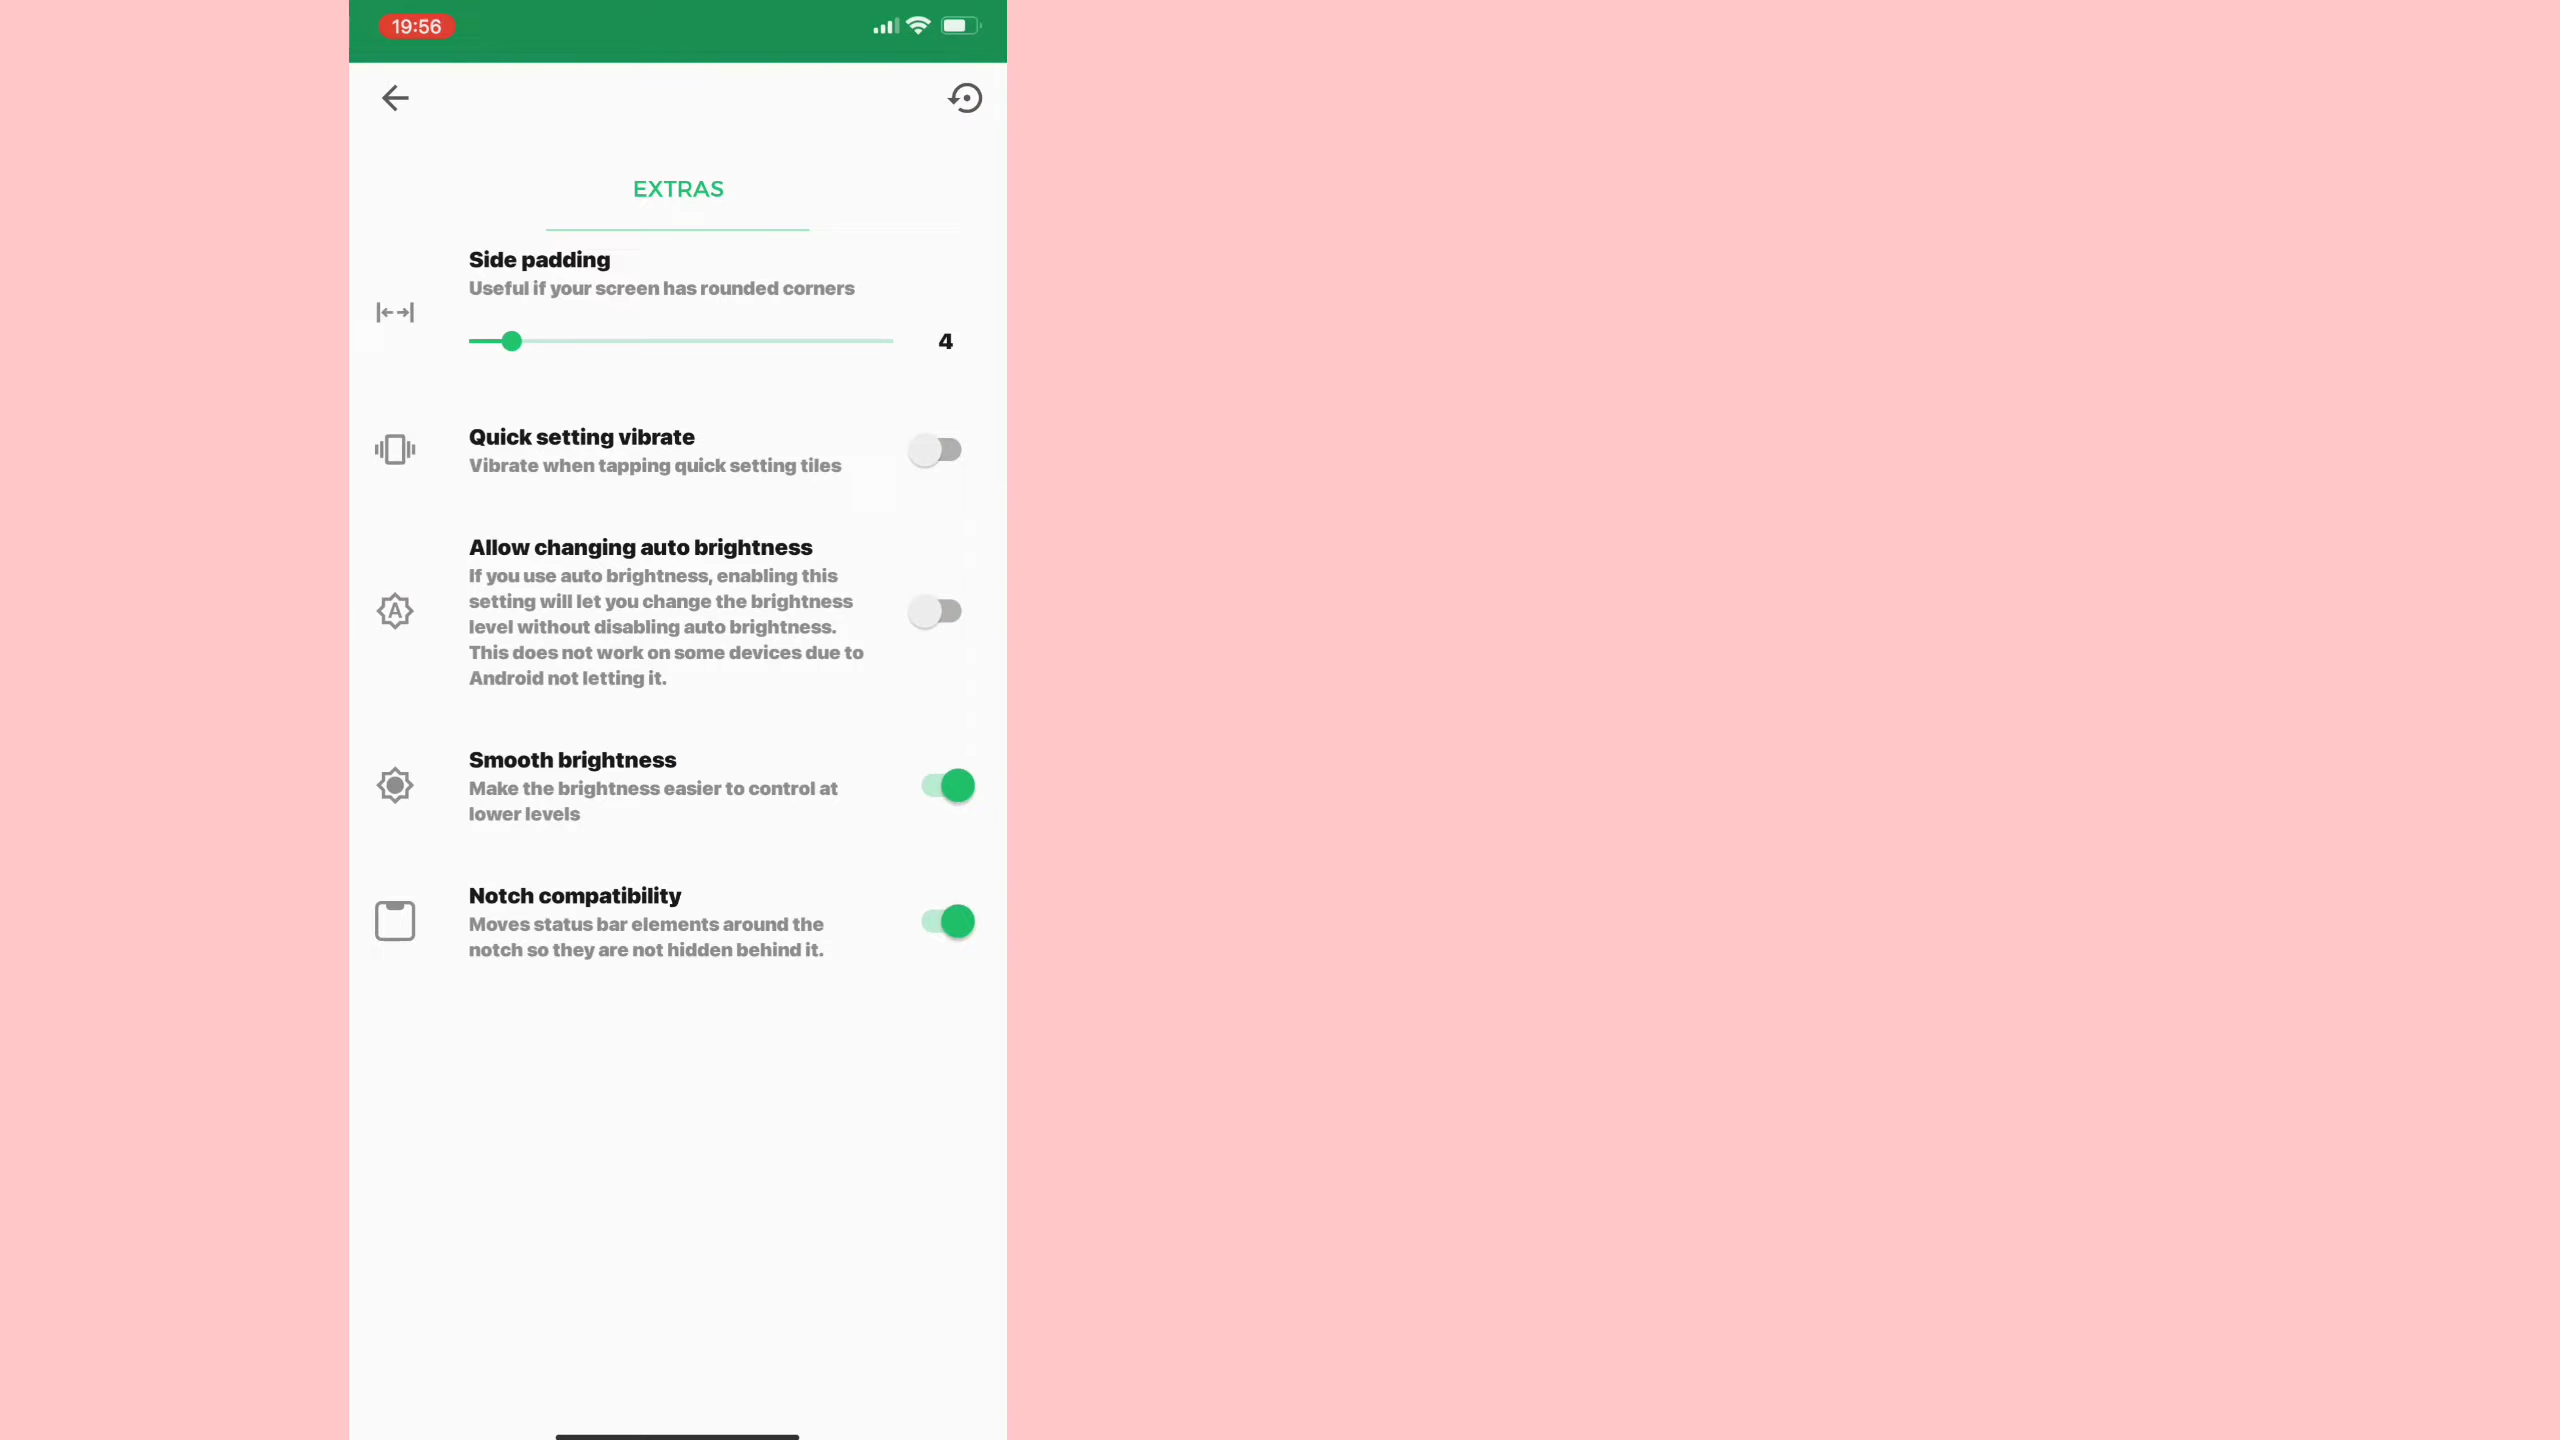 19:56
EXTRAS
Side padding
Useful if your screen has rounded corners
4
Quick setting vibrate
Vibrate when tapping quick setting tiles
Allow changing auto brightness
If you use auto brightness, enabling this
setting will let you change the brightness
level without disabling auto brightness.
This does not work on some devices due to
Android not letting it.
A
Smooth brightness
Make the brightness easier to control at
lower levels
Notch compatibility
Moves status bar elements around the
notch so they are not hidden behind it.